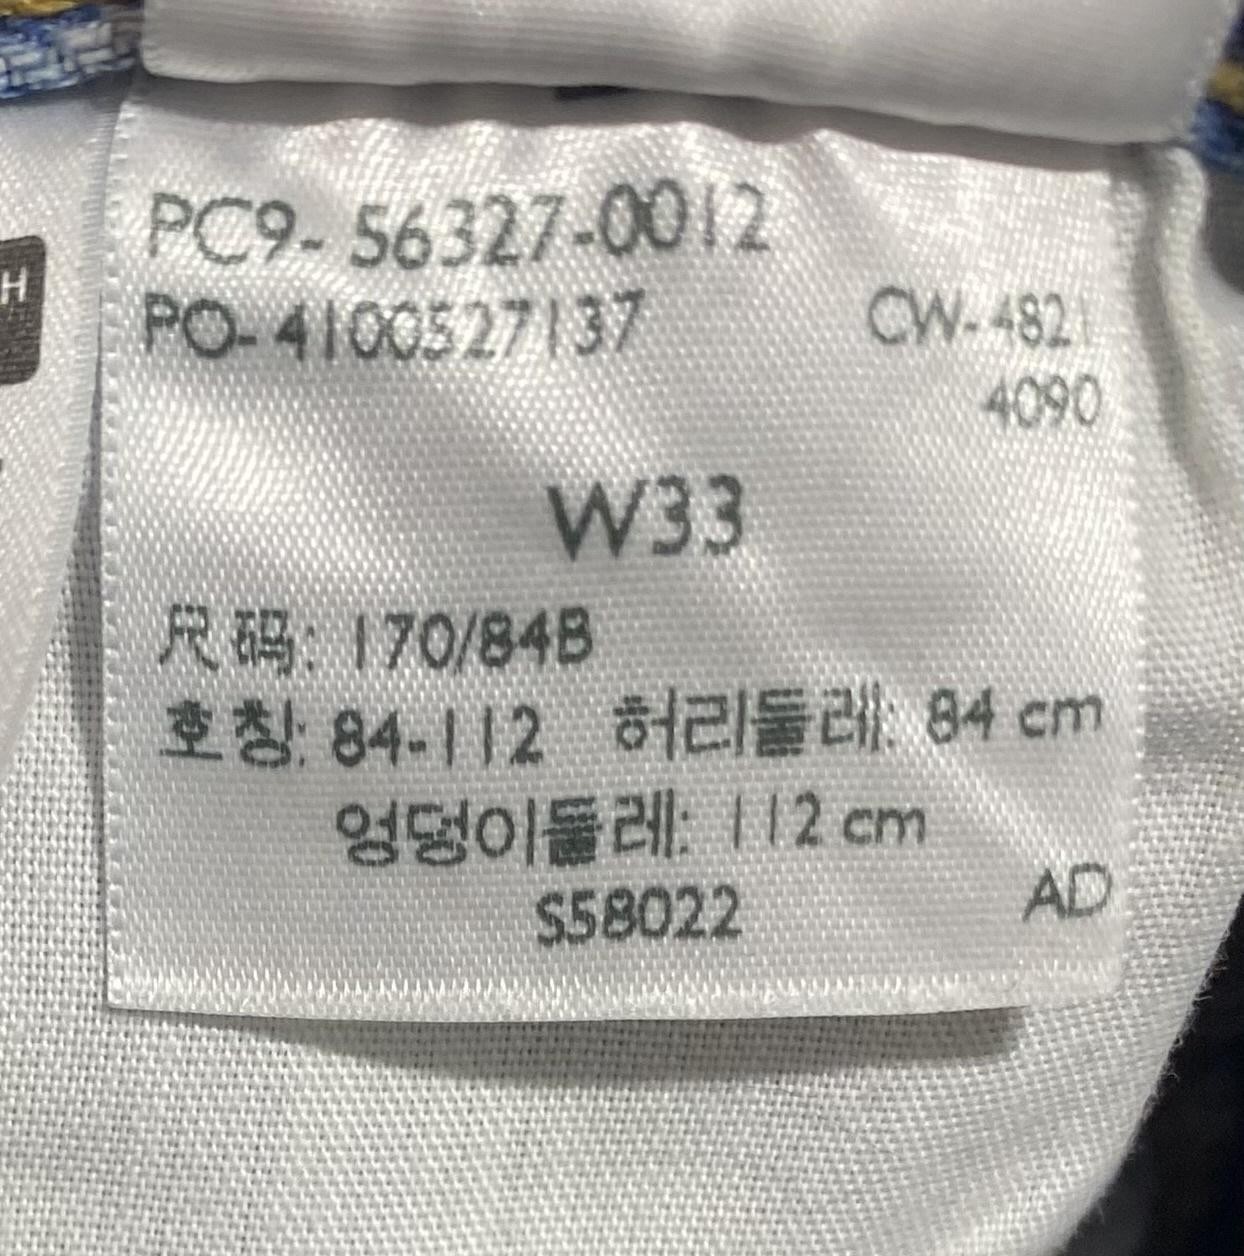 H
PC9- 56327-0012
PO-4100527137 CW-4821
4090
W33
尺码: 170/84B
호칭: 84-112 허리둘레: 84 cm
엉덩이둘레: 112 cm
S58022 AD